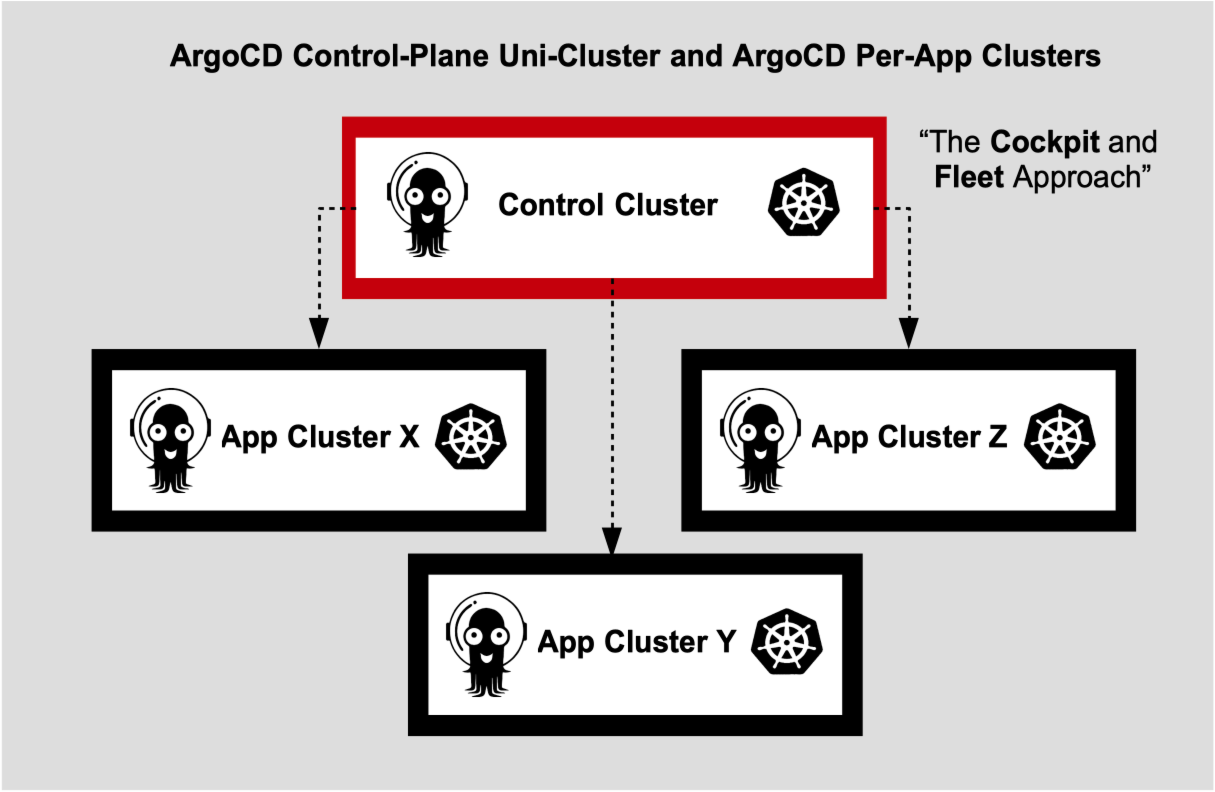 ArgoCD Control-Plane Uni-Cluster and ArgoCD Per-App Clusters
“The Cockpit and
Fleet Approach”
Control Cluster
App Cluster X
App Cluster Z
App Cluster Y